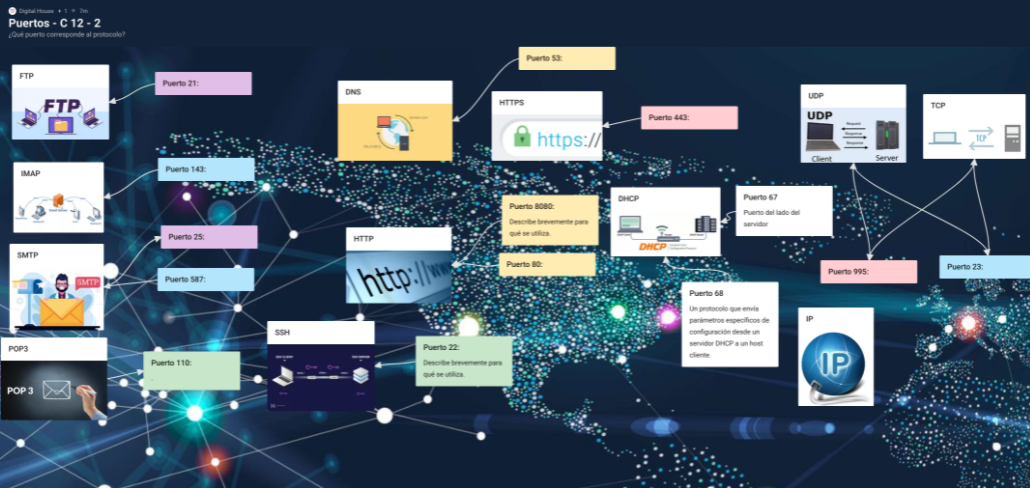 Digital House • 1 7m
Puertos - C 12 - 2
¿Qué puerto corresponde al protocolo?
FTP
FTP
Puerto 21:
IMAP
Puerto 143:
SMTP
SMTP
Puerto 25:
Puerto 587:
POP3
POP 3
Puerto 110:
DNS
Puerto 53:
HTTPS
https://
Puerto 443:
HTTP
http://ww
Puerto 8080:
Describe brevemente para
qué se utiliza.
Puerto 80:
SSH
Puerto 22:
Describe brevemente para
qué se utiliza.
DHCP
DHCP
Puerto 67
Puerto del lado del
servidor
Puerto 68
Un protocolo que envía
parámetros específicos de
configuración desde un
servidor DHCP a un host
cliente.
UDP
UDP
Request
Response
Response
Client
Server
TCP
TCP
Puerto 995:
Puerto 23:
IP
IP